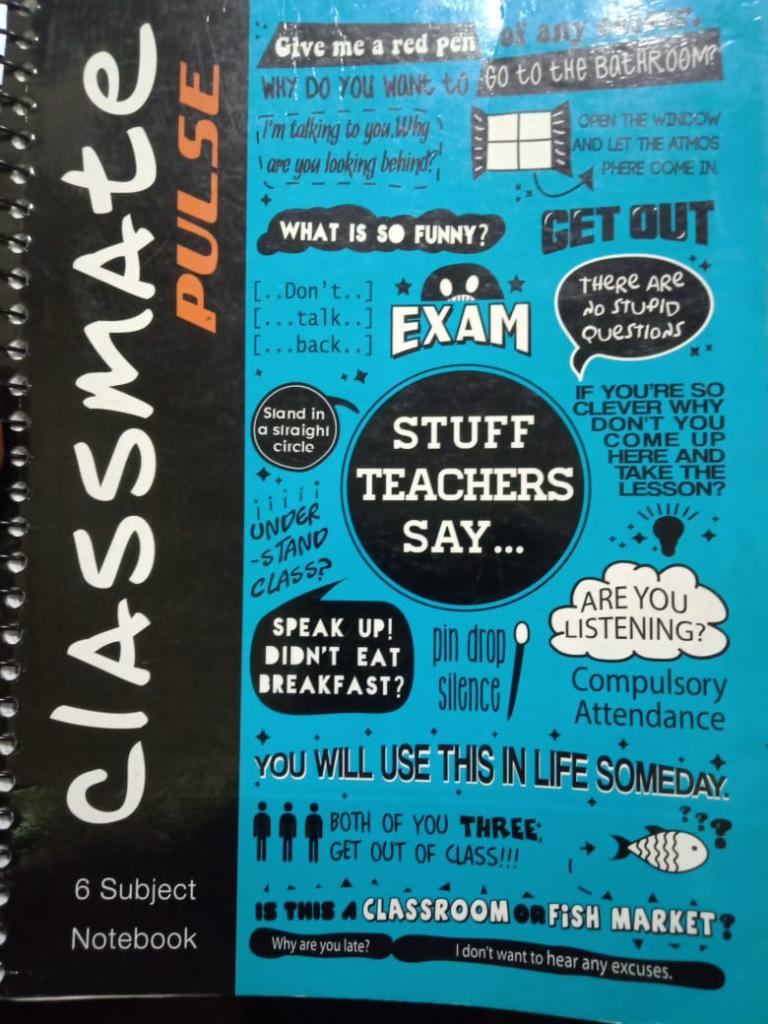 classmate
PULSE
6 Subject
Notebook
Give me a red pen
of any
WHY DO YOU WANT to GO to tHE BATHROOM?
I'm talking to you.Why
are you looking behind?
OPEN THE WINDOW
AND LET THE ATMOS
PHERE COME IN.
WHAT IS SO FUNNY?
GET OUT
[..Don't..]
[...talk..]
[...back..]
EXAM
THERE ARE
NO STUPID
QUESTIONS
Stand in
a straight
circle
STUFF
TEACHERS
SAY...
IF YOU'RE SO
CLEVER WHY
DON'T YOU
COME UP
HERE AND
TAKE THE
LESSON?
UNDER
-STAND
CLASS?
ARE YOU
LISTENING?
SPEAK UP!
DIDN'T EAT
BREAKFAST?
pin drop
silence
Compulsory
Attendance
YOU WILL USE THIS IN LIFE SOMEDAY.
BOTH OF YOU THREE;
GET OUT OF CLASS!!!
???
IS THIS A CLASSROOM OR FISH MARKET?
Why are you late?
I don't want to hear any excuses.